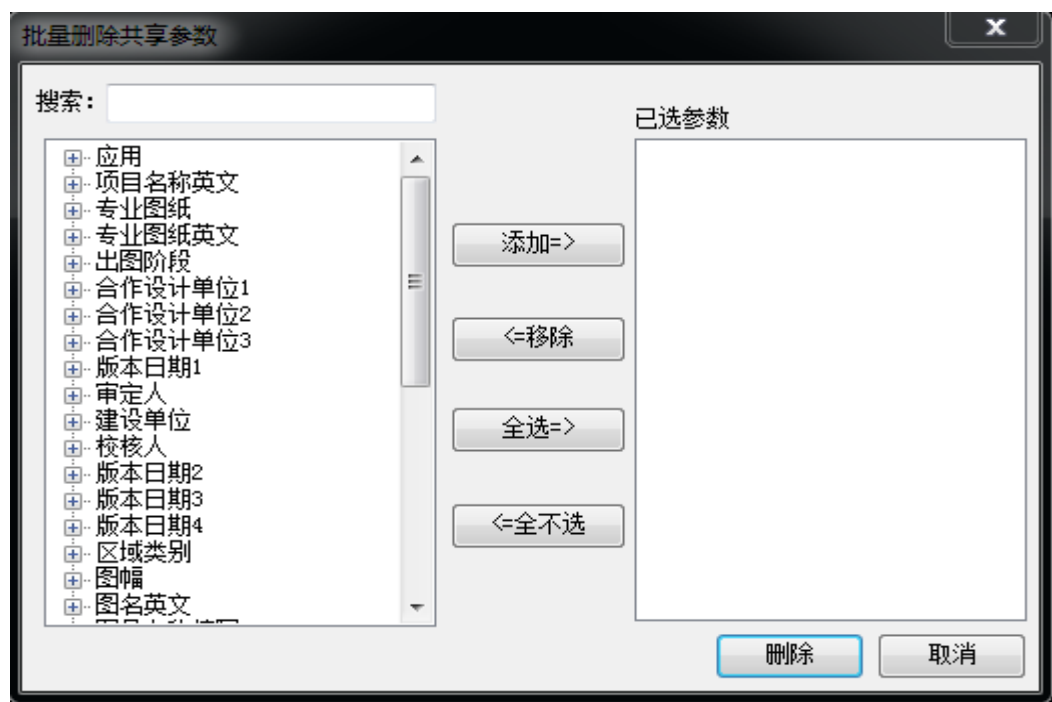 批量删除共享参数
搜索：
已选参数
应用
项目名称英文
专业图纸
专业图纸英文
出图阶段
合作设计单位1
合作设计单位2
合作设计单位3
版本日期1
审定人
建设单位
校核人
版本日期2
版本日期3
版本日期4
区域类别
图幅
图名英文
添加=>
<=移除
全选=>
<=全不选
删除
取消